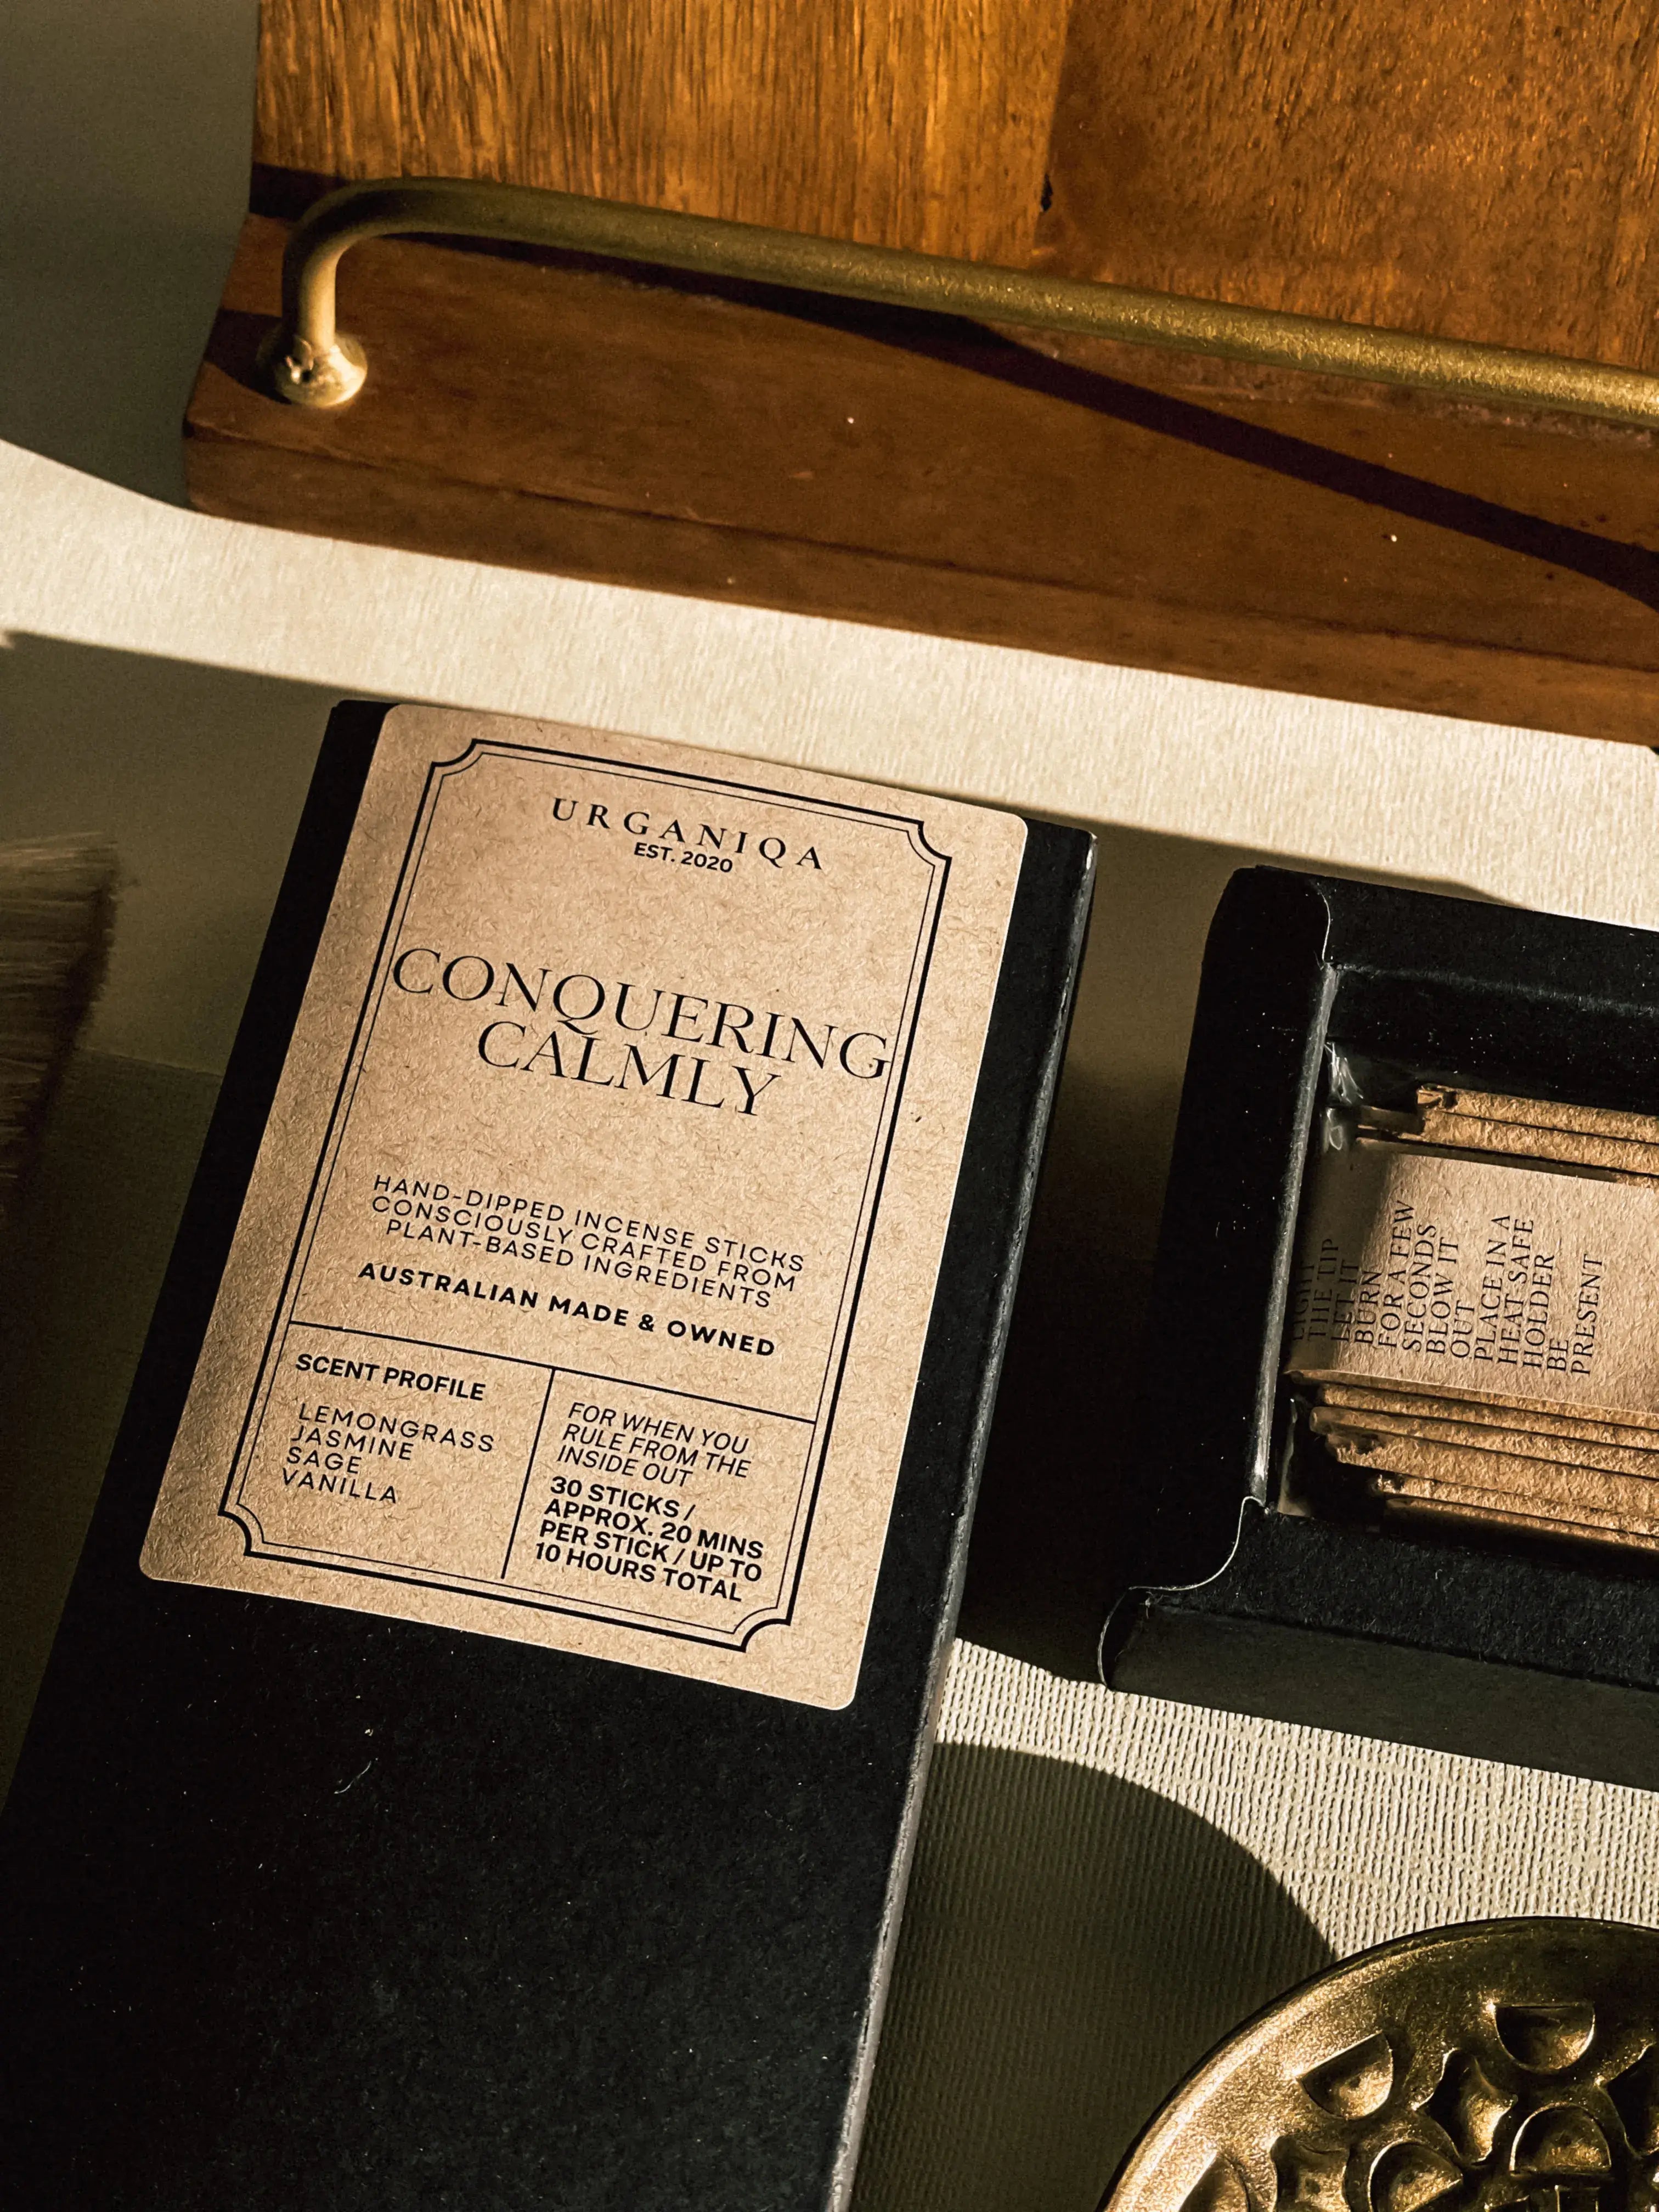 URGANIQA
EST. 2020
CONQUERING
CALMLY
HAND-DIPPED INCENSE STICKS
CONSCIOUSLY CRAFTED FROM
PLANT-BASED INGREDIENTS
AUSTRALIAN MADE & OWNED
SCENT PROFILE
LEMONGRASS
JASMINE
SAGE
VANILLA
FOR WHEN YOU
RULE FROM THE
INSIDE OUT
30 STICKS /
APPROX. 20 MINS
PER STICK / UP TO
10 HOURS TOTAL
LIGHT
THE TIP
LET IT
BURN
FOR A FEW
SECONDS
BLOW IT
OUT
PLACE IN A
HEAT SAFE
HOLDER
BE
PRESENT